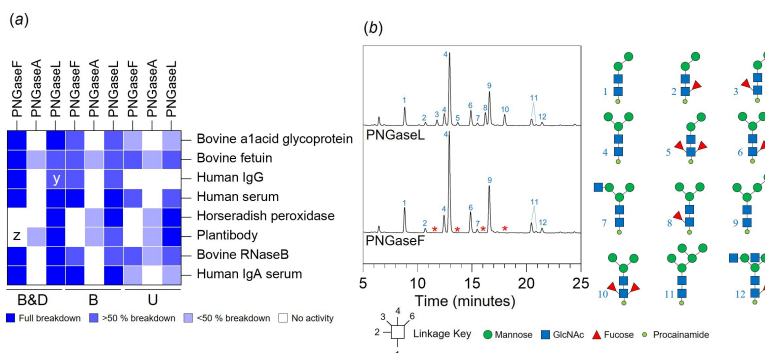 (a)
PNGaseF
PNGaseA
PNGaseL
PNGaseF
PNGaseA
PNGaseL
PNGaseF
PNGaseA
PNGaseL
Bovine a1acid glycoprotein
Bovine fetuin
y
Human IgG
Human serum
Horseradish peroxidase
z
Plantibody
Bovine RNaseB
Human IgA serum
B&D B U
Full breakdown >50 % breakdown <50 % breakdown No activity
(b)
4
1 2 3 4 5 6 7 8 9 10 11 12
PNGaseL
4
1 2 * 4 * 6 7 * 9 * 11 12
PNGaseF
5 10 15 20 25
Time (minutes)
1 2 3
4 5 6
7 8 9
10 11 12
3 4 6
2
1
Linkage Key
Mannose GlcNAc Fucose Procainamide